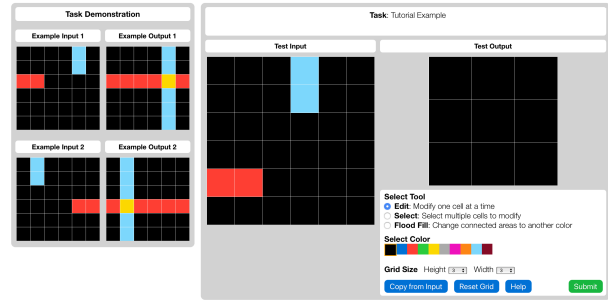 Task Demonstration
Example Input 1
Example Output 1
Example Input 2
Example Output 2
Task: Tutorial Example
Test Input
Test Output
Select Tool
Edit: Modify one cell at a time
Select: Select multiple cells to modify
Flood Fill: Change connected areas to another color
Select Color
Grid Size Height 3 Width 3
Copy from Input Reset Grid Help Submit